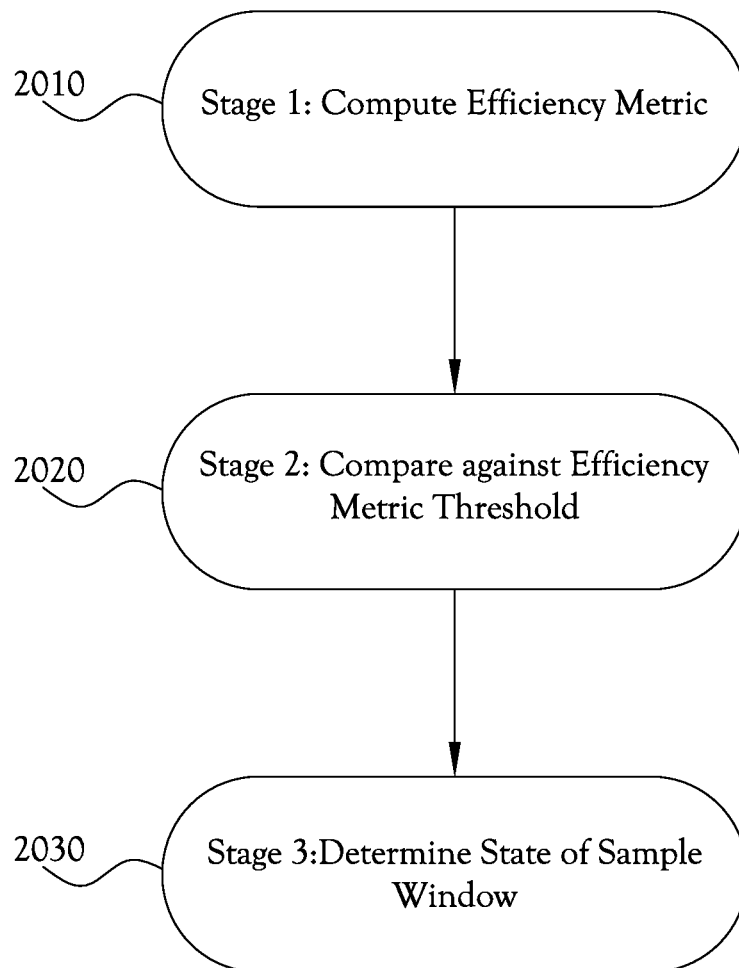 2010
Stage 1: Compute Efficiency Metric
2020
Stage 2: Compare against Efficiency
Metric Threshold
2030
Stage 3:Determine State of Sample
Window